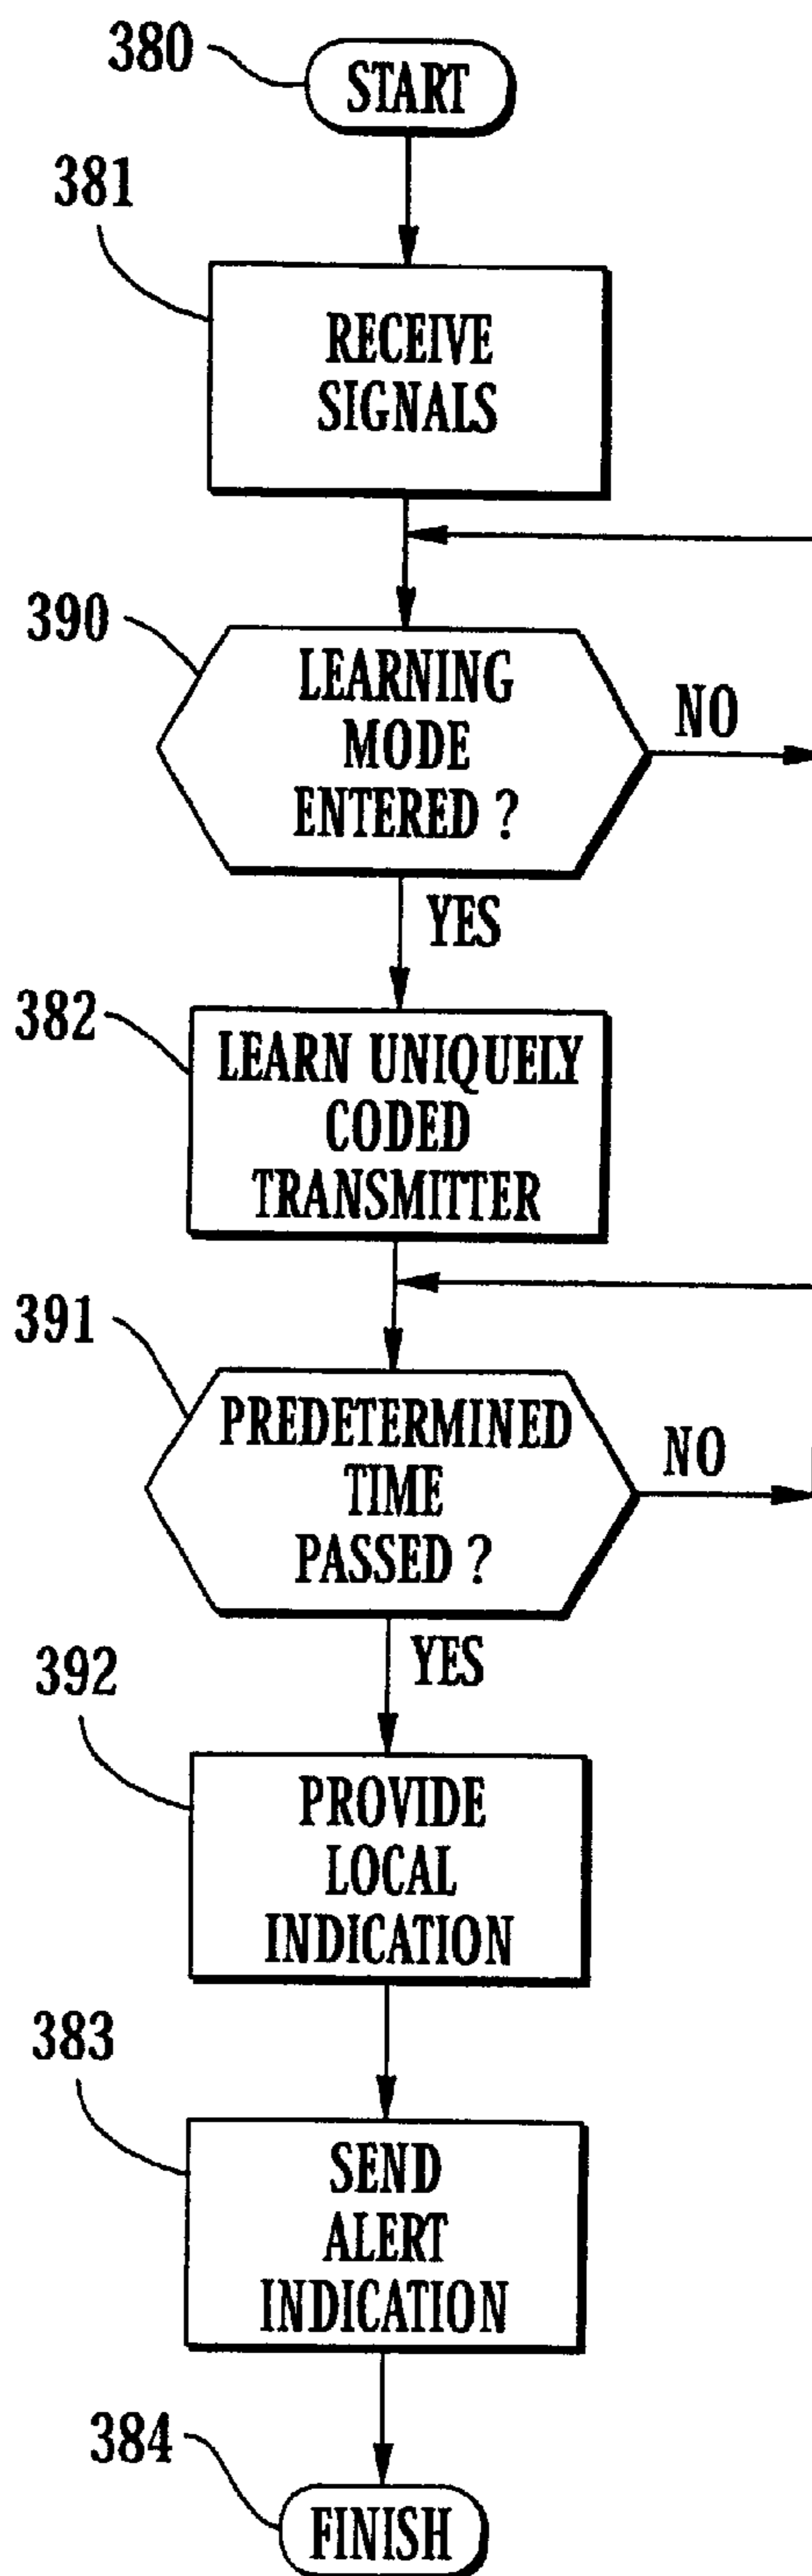 380
START
381
RECEIVE
SIGNALS
390
LEARNING
MODE
ENTERED ?
NO
YES
382
LEARN UNIQUELY
CODED
TRANSMITTER
391
PREDETERMINED
TIME
PASSED ?
NO
YES
392
PROVIDE
LOCAL
INDICATION
383
SEND
ALERT
INDICATION
384
FINISH